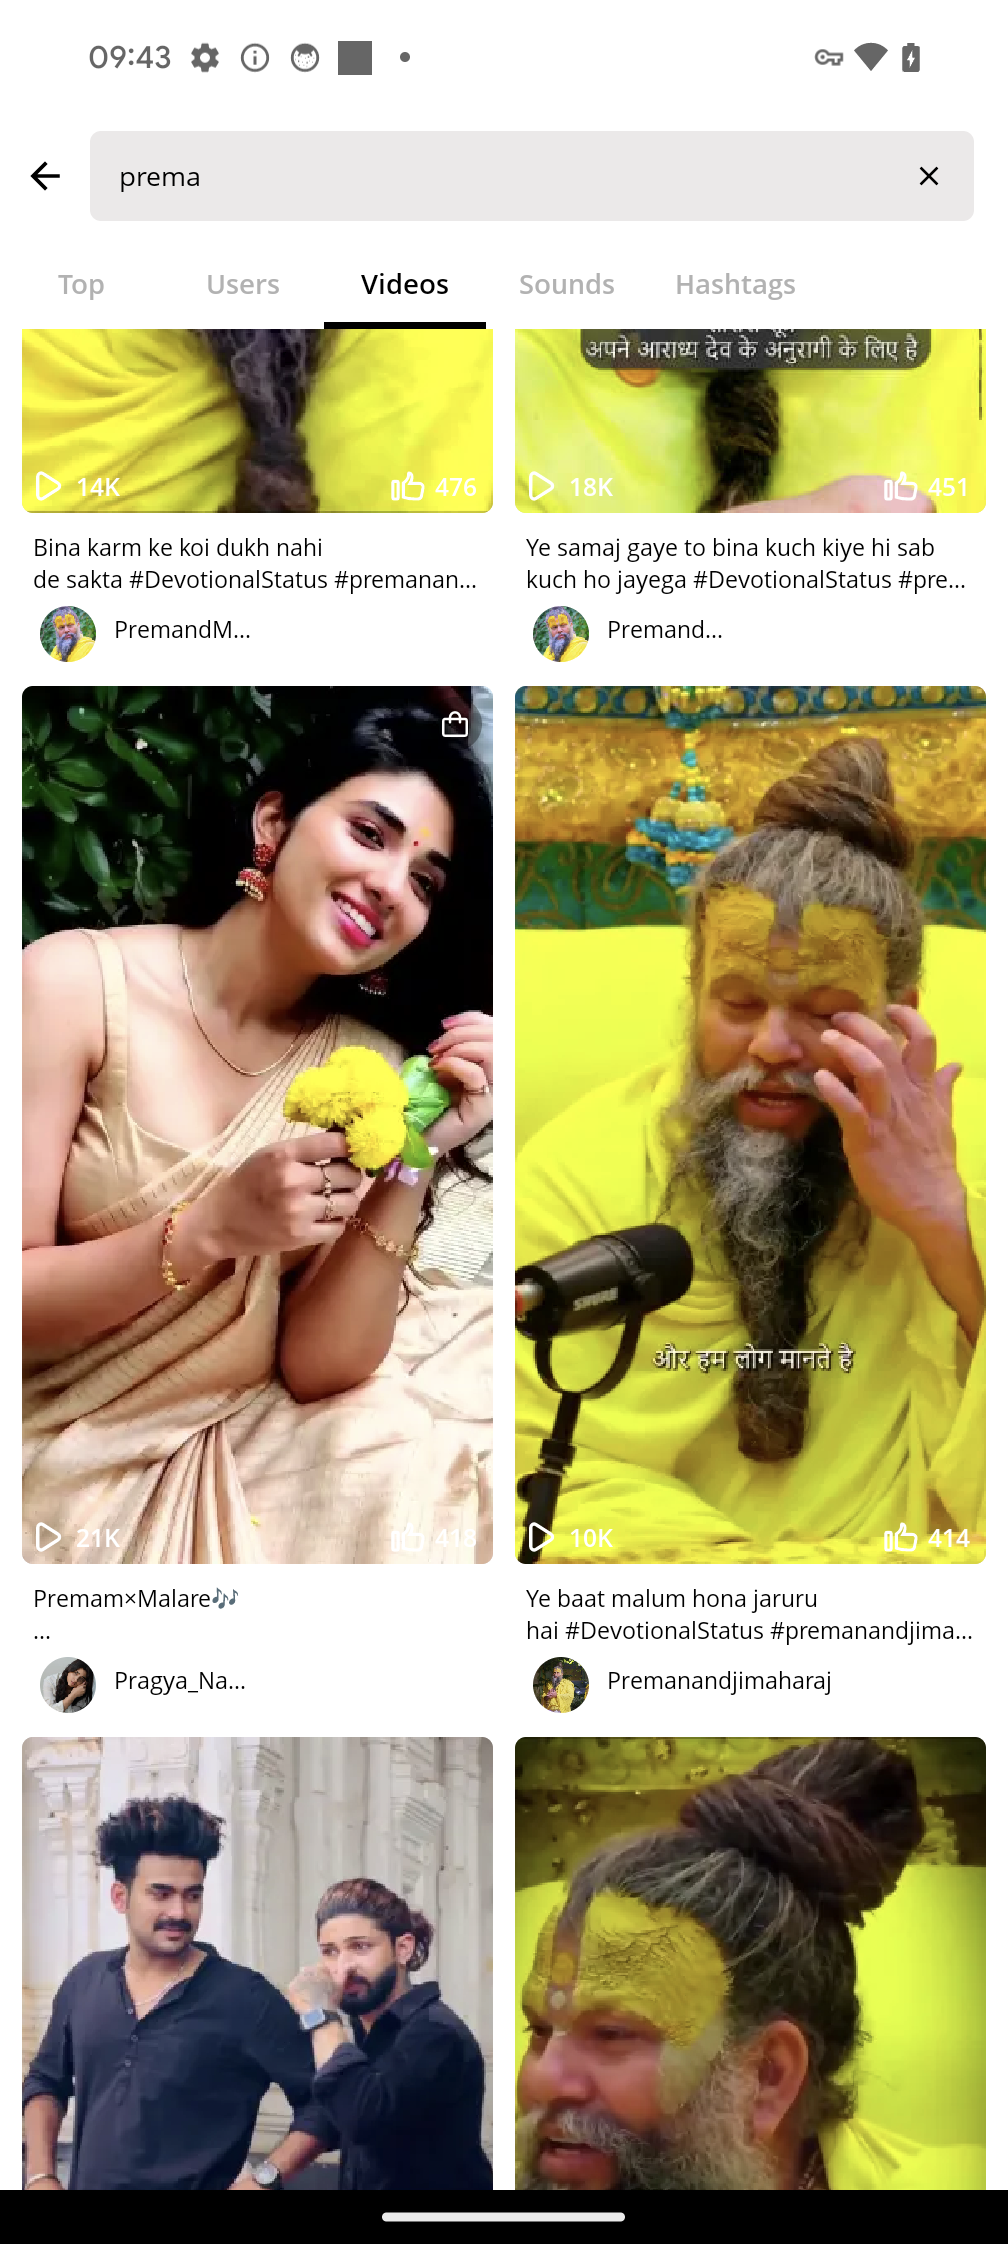 09:43
prema
Top Users Videos Sounds Hashtags
अपने आराध्य देव के अनुरागी के लिए है
14K 476
18K 451
Bina karm ke koi dukh nahi
de sakta #DevotionalStatus #premanan...
PremandM...
Ye samaj gaye to bina kuch kiye hi sab
kuch ho jayega #DevotionalStatus #pre...
Premand...
SHURE
और हम लोग मानते है
21K 418
10K 414
Premam×Malare🎶
...
Pragya_Na...
Ye baat malum hona jaruru
hai #DevotionalStatus #premanandjima...
Premanandjimaharaj